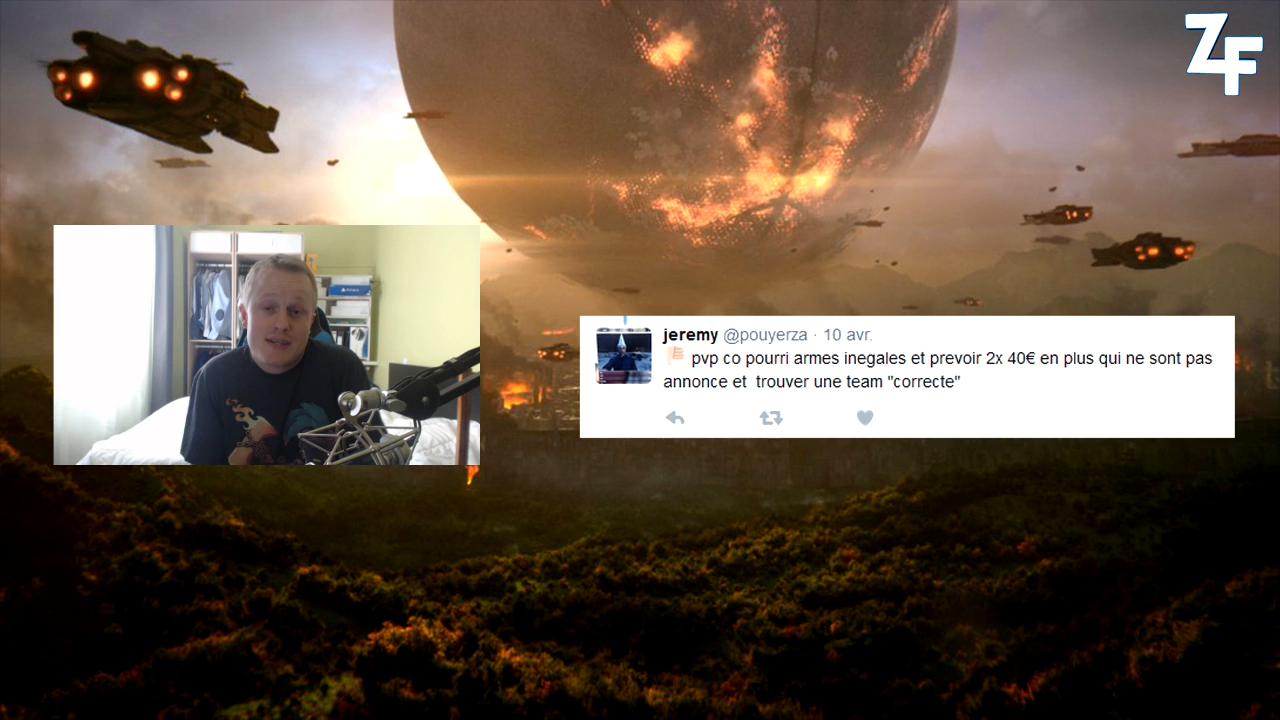 ZF
jeremy @pouyerza · 10 avr.
pvp co pourri armes inegales et prevoir 2x 40€ en plus qui ne sont pas
annonce et trouver une team "correcte"